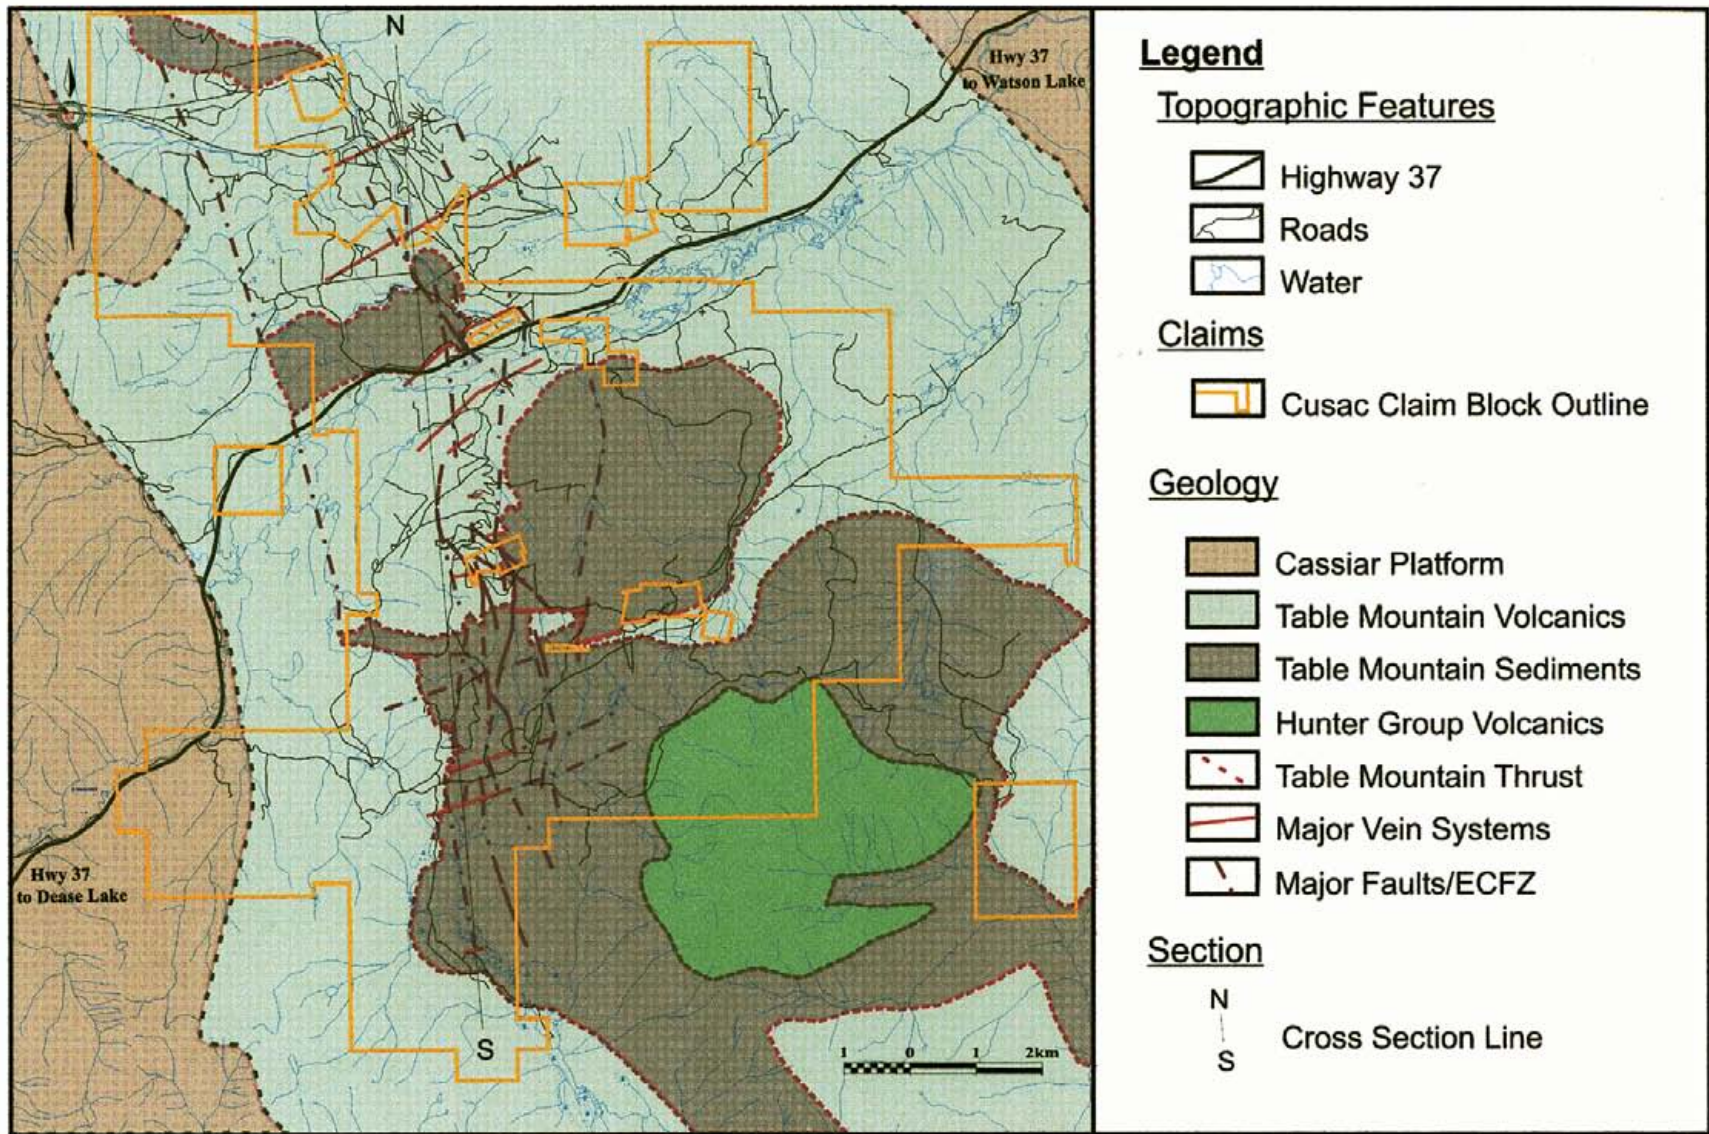 N
Hwy 37
to Watson Lake
Hwy 37
to Dease Lake
S
1 0 1 2km
Legend
Topographic Features
Highway 37
Roads
Water
Claims
Cusac Claim Block Outline
Geology
Cassiar Platform
Table Mountain Volcanics
Table Mountain Sediments
Hunter Group Volcanics
Table Mountain Thrust
Major Vein Systems
Major Faults/ECFZ
Section
N
S
Cross Section Line